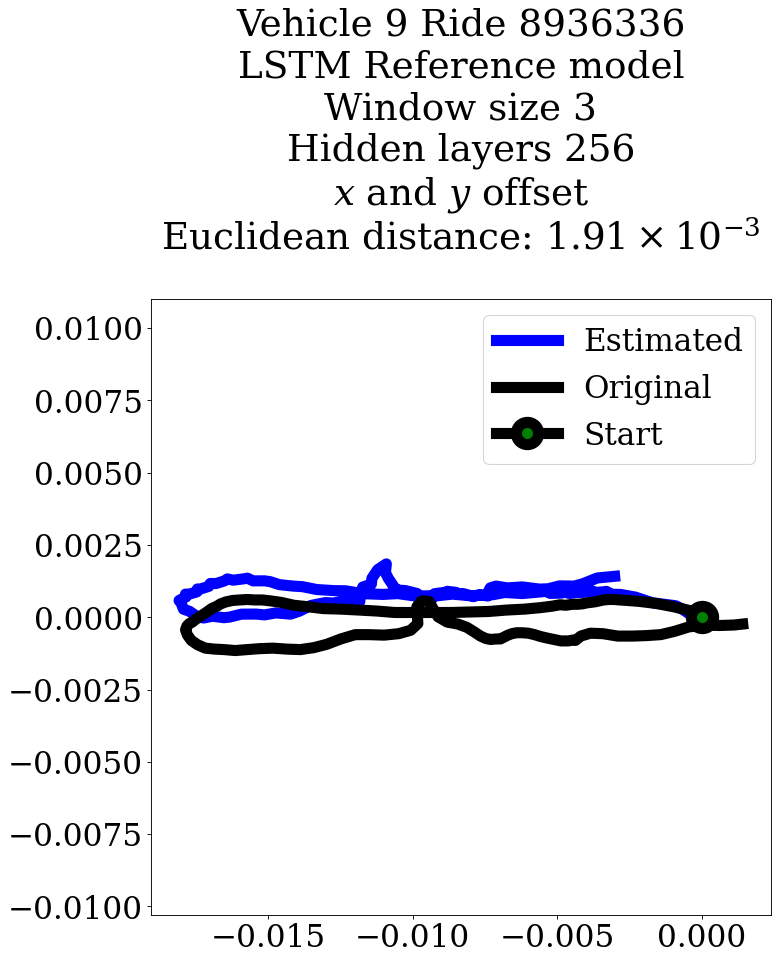 Vehicle 9 Ride 8936336
LSTM Reference model
Window size 3
Hidden layers 256
x and y offset
Euclidean distance: 1.91 × 10⁻³
Estimated
Original
Start
0.0100
0.0075
0.0050
0.0025
0.0000
−0.0025
−0.0050
−0.0075
−0.0100
−0.015 −0.010 −0.005 0.000